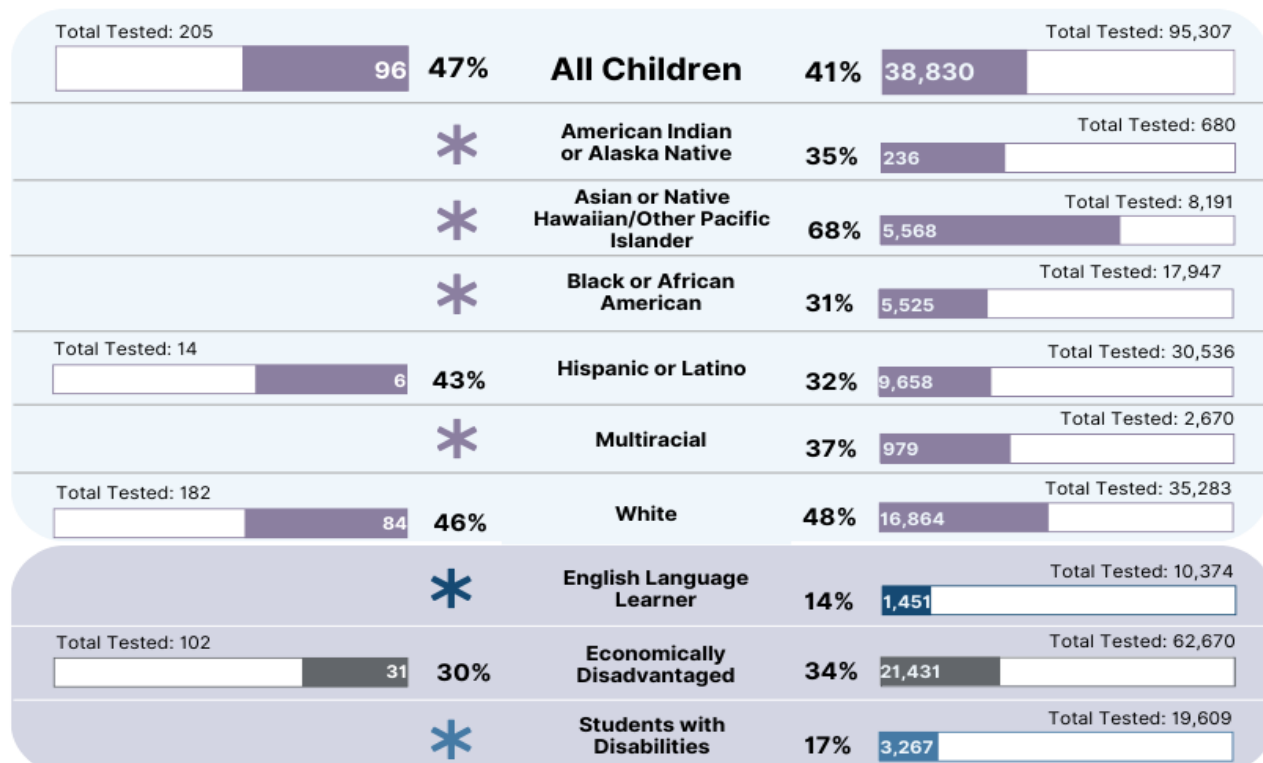 Total Tested: 205
Total Tested: 95,307
96 47% All Children 41% 38,830
American Indian
or Alaska Native
Total Tested: 680
35% 236
Asian or Native
Hawaiian/Other Pacific
Islander
Total Tested: 8,191
68% 5,568
Black or African
American
Total Tested: 17,947
31% 5,525
Total Tested: 14
Total Tested: 30,536
6 43% Hispanic or Latino 32% 9,658
Total Tested: 2,670
Multiracial 37% 979
Total Tested: 182
Total Tested: 35,283
84 46% White 48% 16,864
English Language
Learner
Total Tested: 10,374
14% 1,451
Total Tested: 102
Total Tested: 62,670
31 30% Economically
Disadvantaged 34% 21,431
Students with
Disabilities
Total Tested: 19,609
17% 3,267